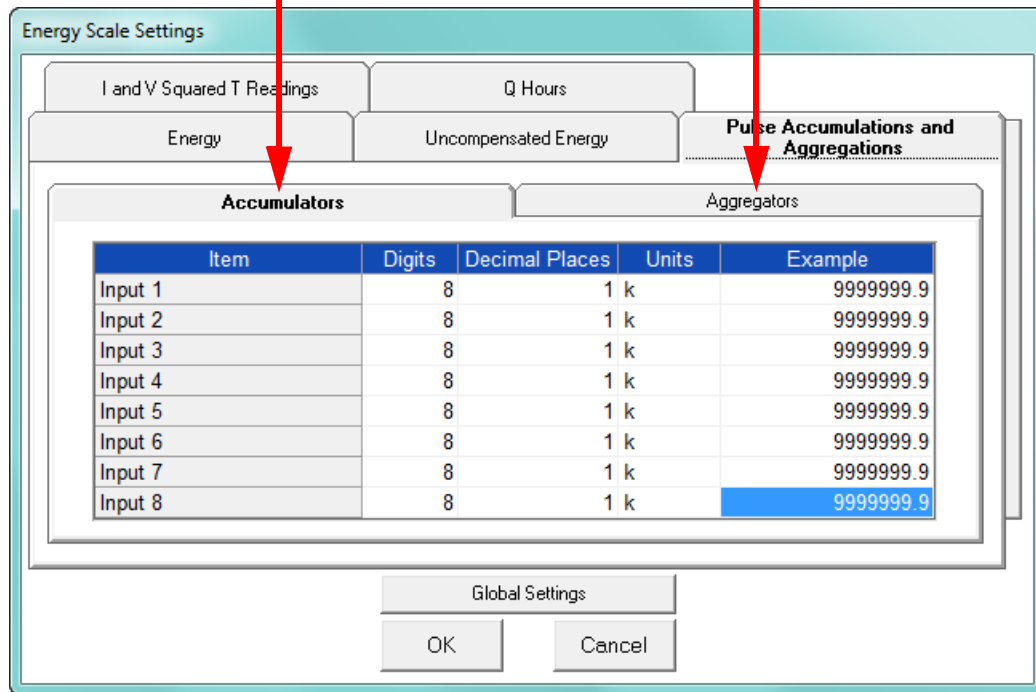 Energy Scale Settings
I and V Squared T Readings Q Hours
Energy Uncompensated Energy Pulse Accumulations and
Aggregations
Accumulators Aggregators
Item Digits Decimal Places Units Example
Input 1 8 1 k 9999999.9
Input 2 8 1 k 9999999.9
Input 3 8 1 k 9999999.9
Input 4 8 1 k 9999999.9
Input 5 8 1 k 9999999.9
Input 6 8 1 k 9999999.9
Input 7 8 1 k 9999999.9
Input 8 8 1 k 9999999.9
Global Settings
OK Cancel